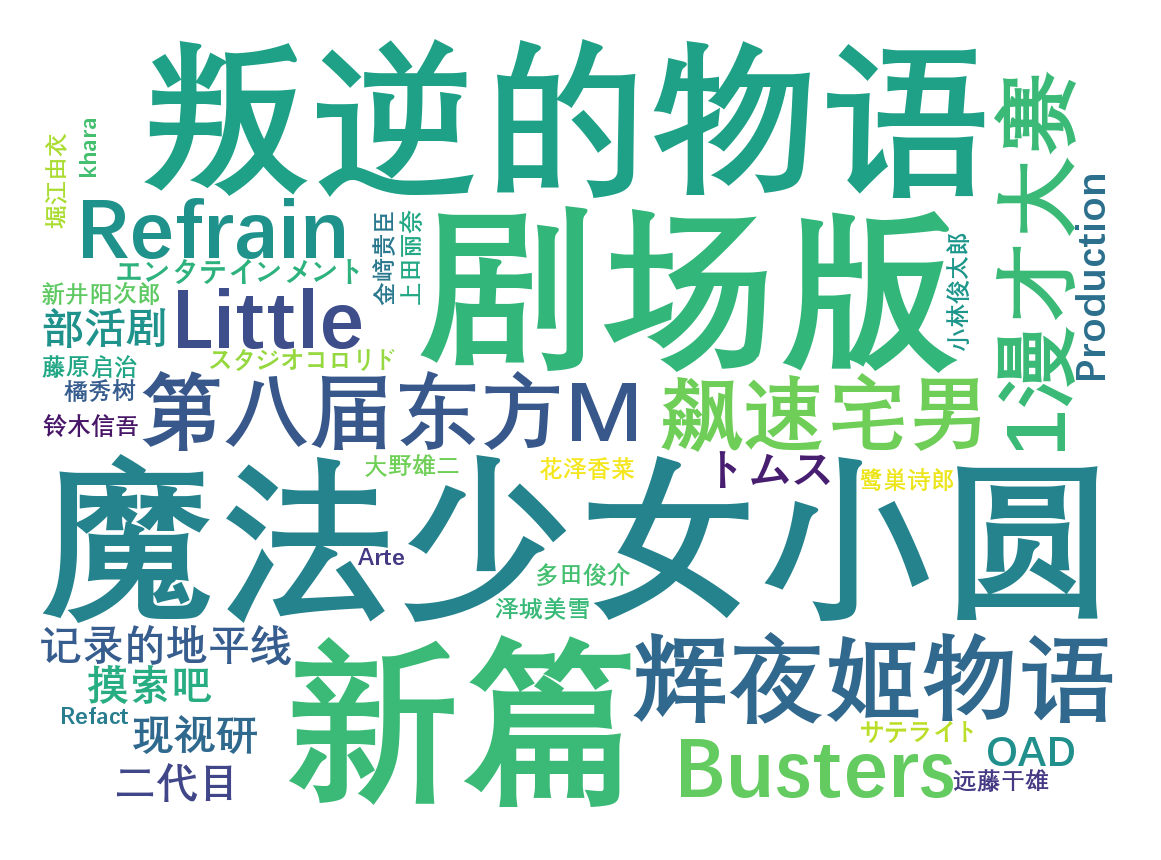 叛逆的物语
1漫才大赛
堀江由衣
khara
Refrain
Production
剧场版
金﨑贵臣
上田丽奈
小林俊太郎
エンタテインメント
新井阳次郎
Little
部活剧
スタジオコロリド
藤原启治
橘秀树
第八届东方M
飙速宅男
铃木信吾
大野雄二
花泽香菜
トムス
鹭巢诗郎
魔法少女小圆
Arte
多田俊介
泽城美雪
记录的地平线
新篇
辉夜姬物语
摸索吧
Refact
现视研
サテライト
Busters
OAD
二代目
远藤干雄